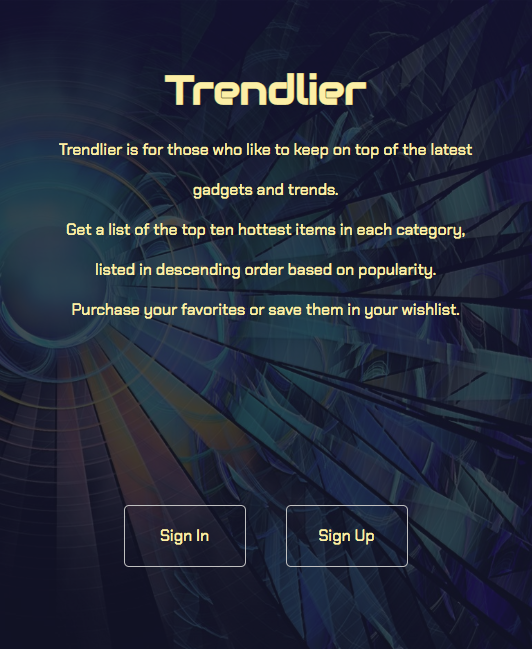 Trendlier
Trendlier is for those who like to keep on top of the latest
gadgets and trends.
Get a list of the top ten hottest items in each category,
listed in descending order based on popularity.
Purchase your favorites or save them in your wishlist.
Sign In
Sign Up